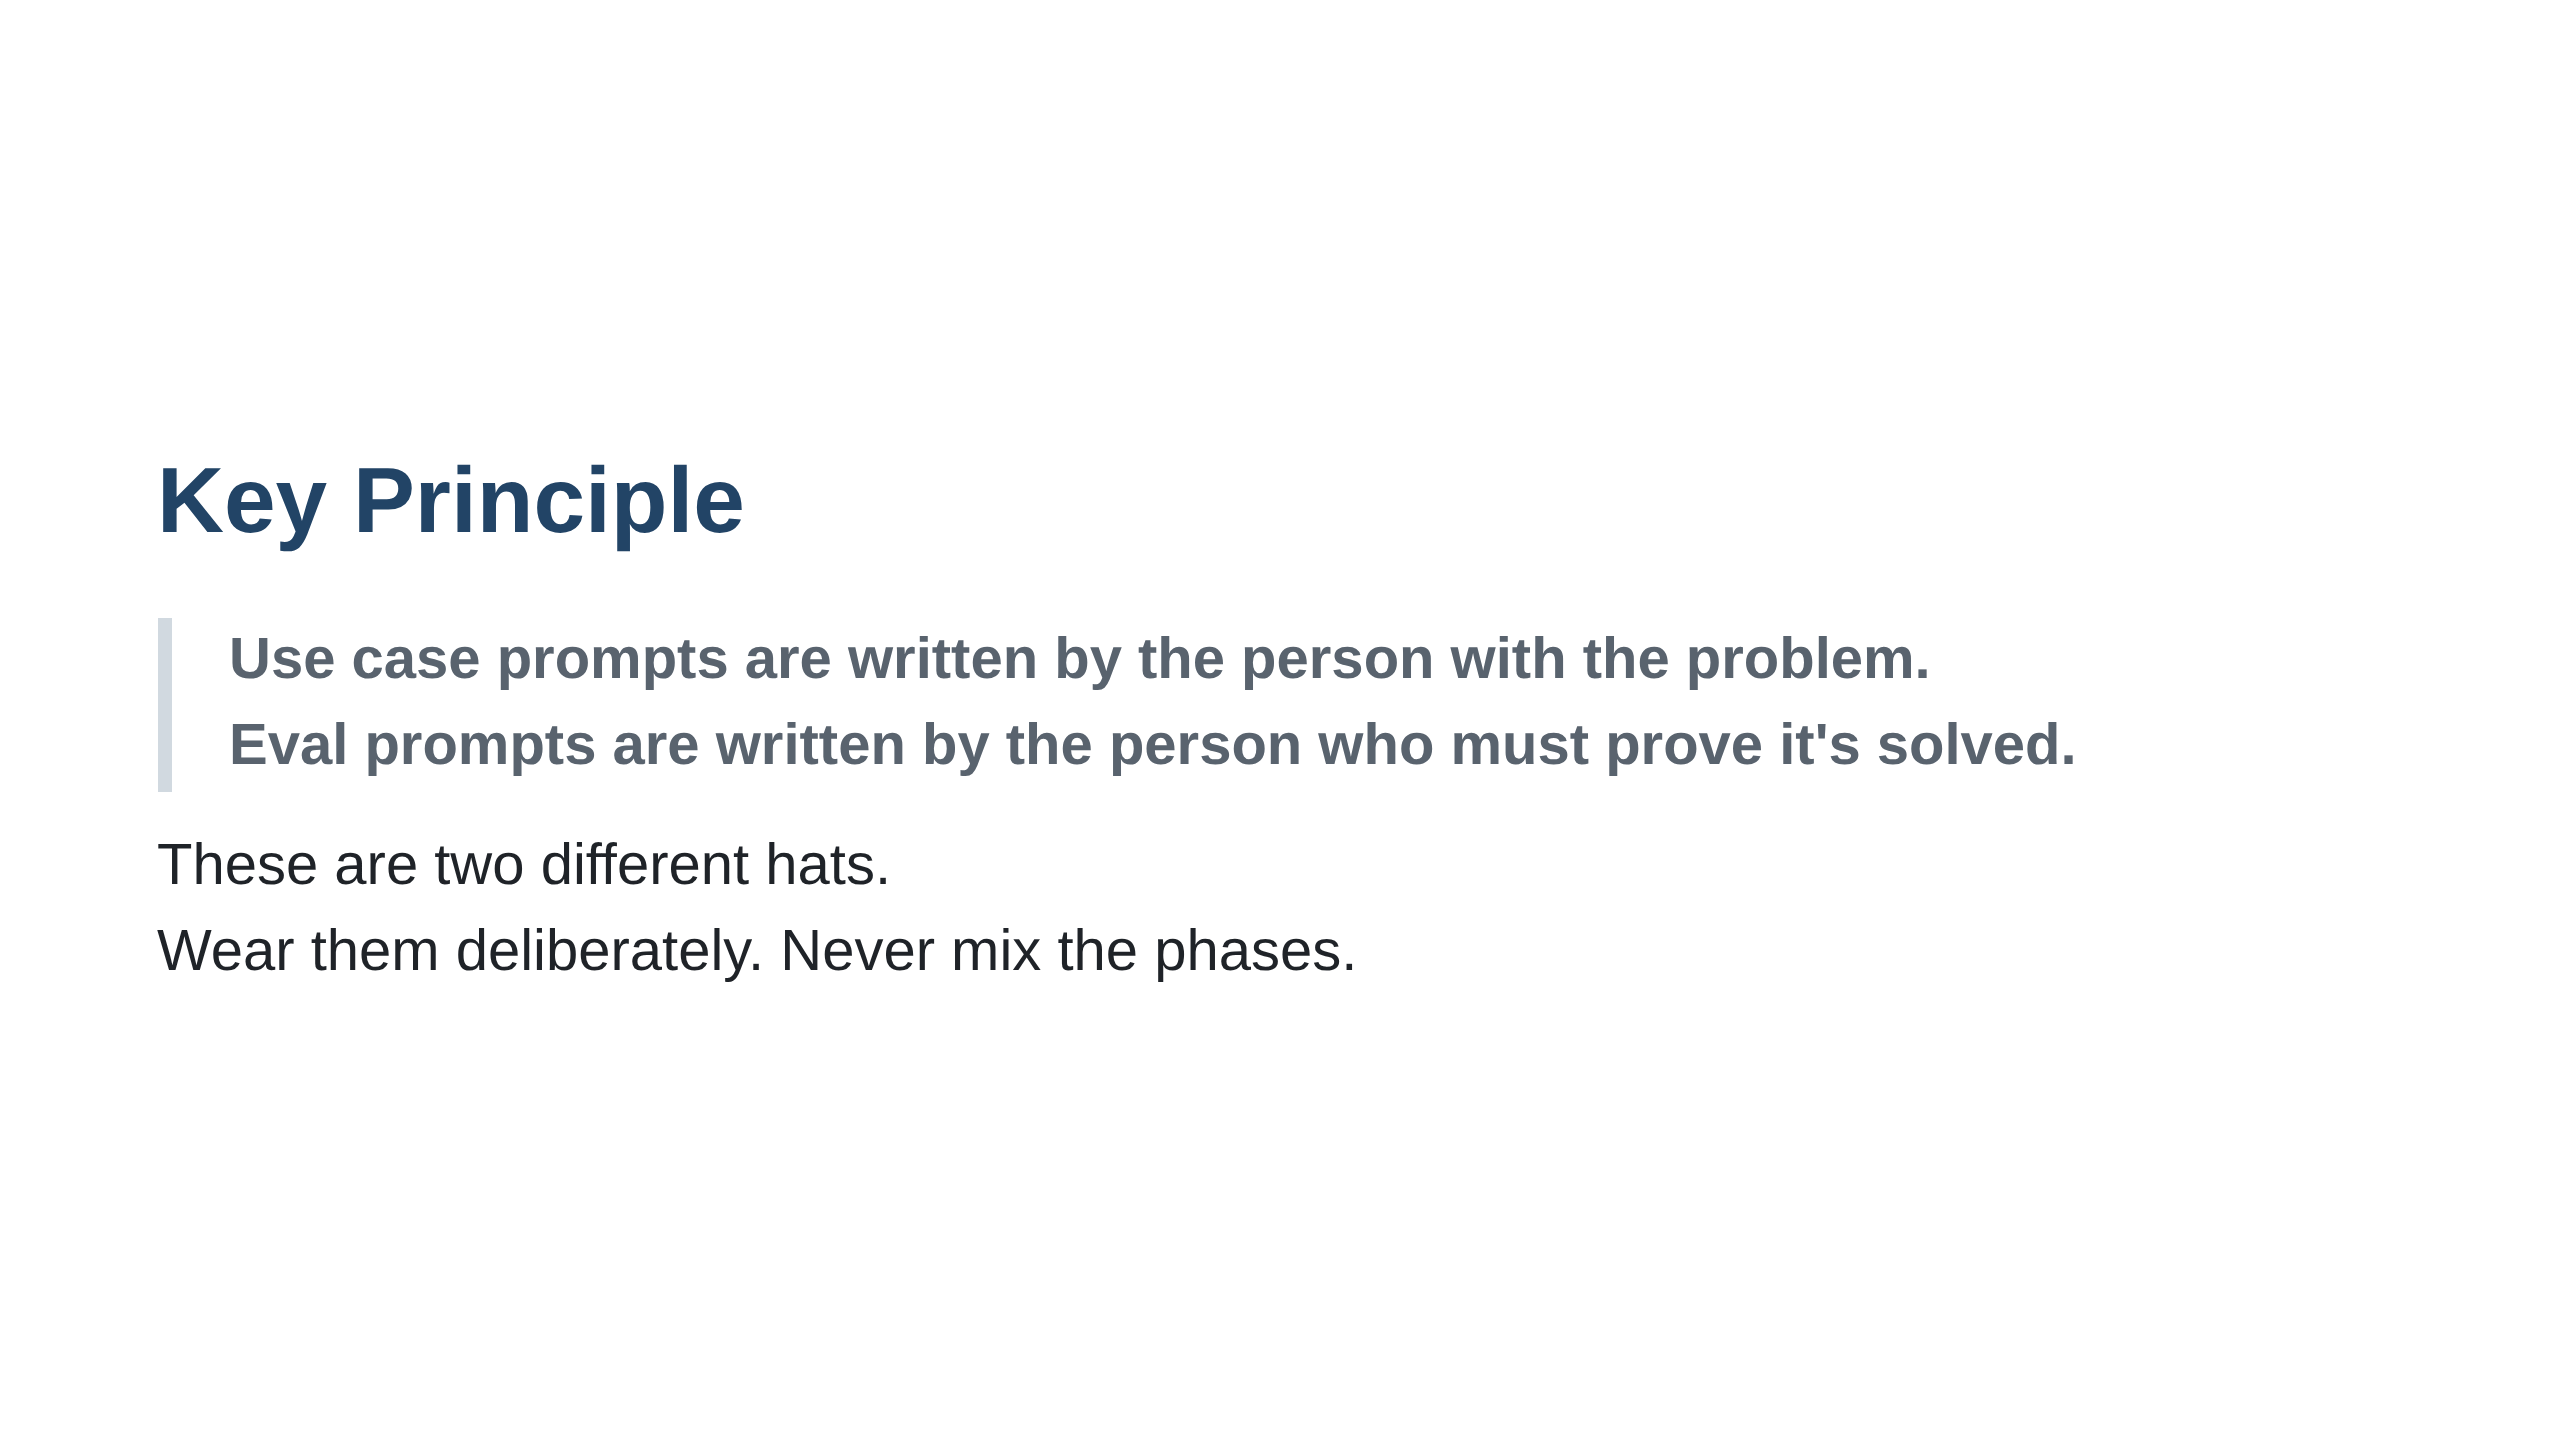 Key Principle
Use case prompts are written by the person with the problem.
Eval prompts are written by the person who must prove it's solved.
These are two different hats.
Wear them deliberately. Never mix the phases.